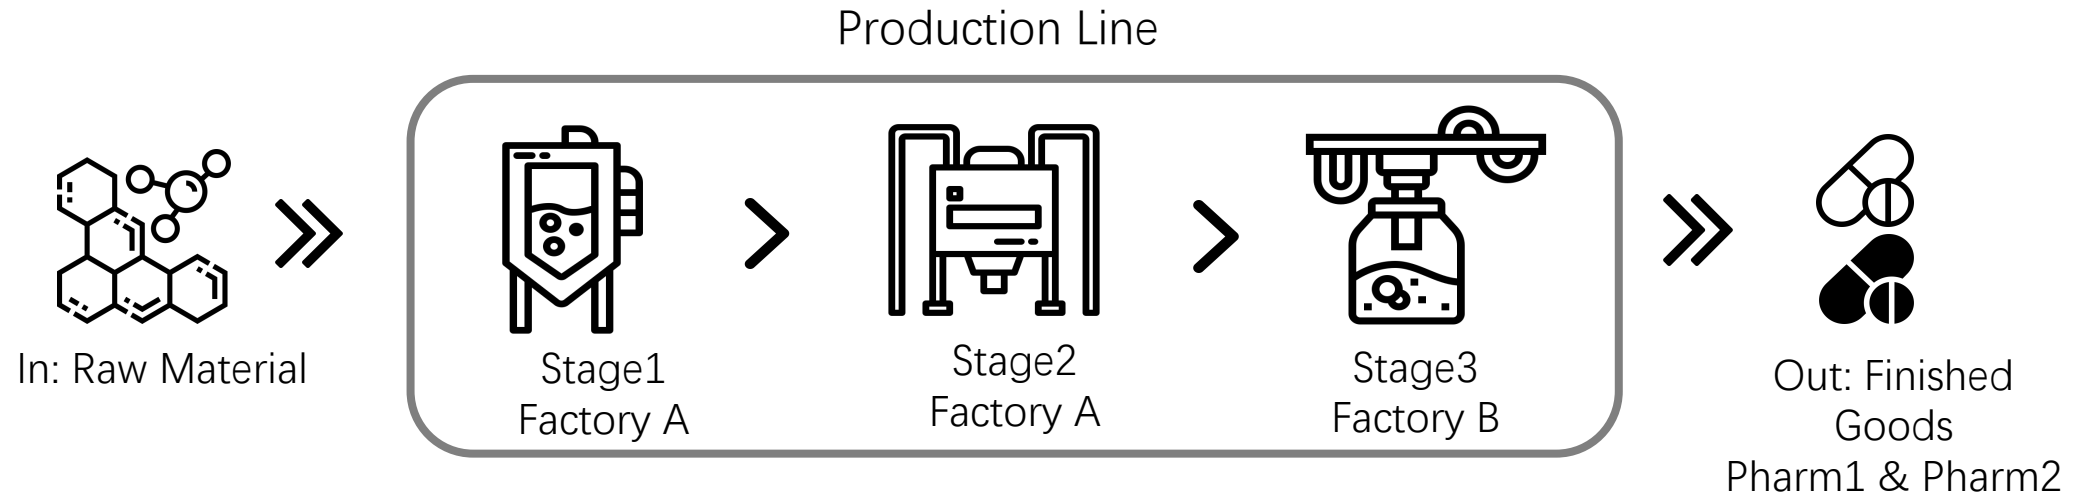 Production Line
In: Raw Material
Stage1
Factory A
Stage2
Factory A
Stage3
Factory B
Out: Finished
Goods
Pharm1 & Pharm2